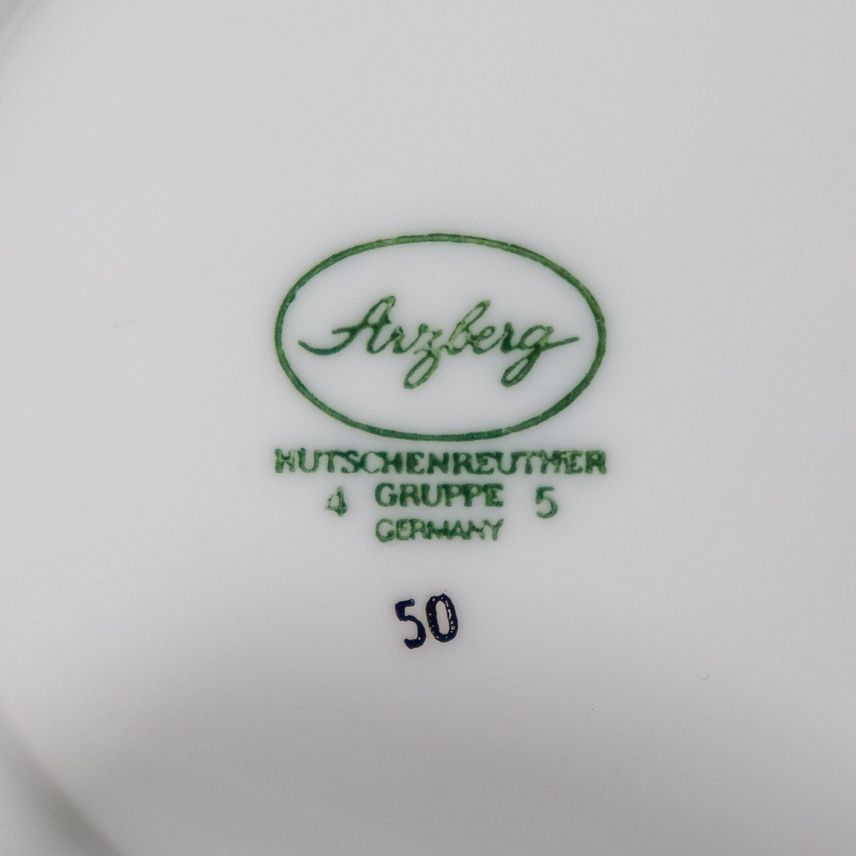 Arzberg
HUTSCHENREUTHER
4 GRUPPE 5
GERMANY
50